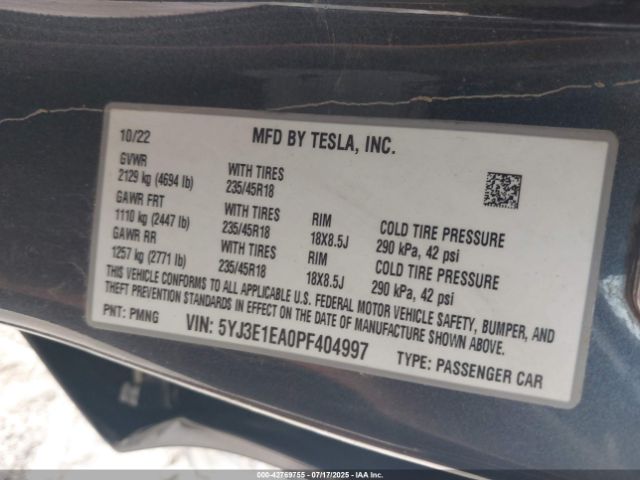 10/22 MFD BY TESLA, INC.
GVWR
2129 kg (4694 lb) WITH TIRES 235/45R18
GAWR FRT
1110 kg (2447 lb) WITH TIRES 235/45R18 RIM 18X8.5J COLD TIRE PRESSURE 290 kPa, 42 psi
GAWR RR
1257 kg (2771 lb) WITH TIRES 235/45R18 RIM 18X8.5J COLD TIRE PRESSURE 290 kPa, 42 psi
THIS VEHICLE CONFORMS TO ALL APPLICABLE U.S. FEDERAL MOTOR VEHICLE SAFETY, BUMPER, AND
THEFT PREVENTION STANDARDS IN EFFECT ON THE DATE OF MANUFACTURE SHOWN ABOVE.
PNT: PMNG VIN: 5YJ3E1EA0PF404997 TYPE: PASSENGER CAR
000-42769755 - 07/17/2025 - IAA Inc.